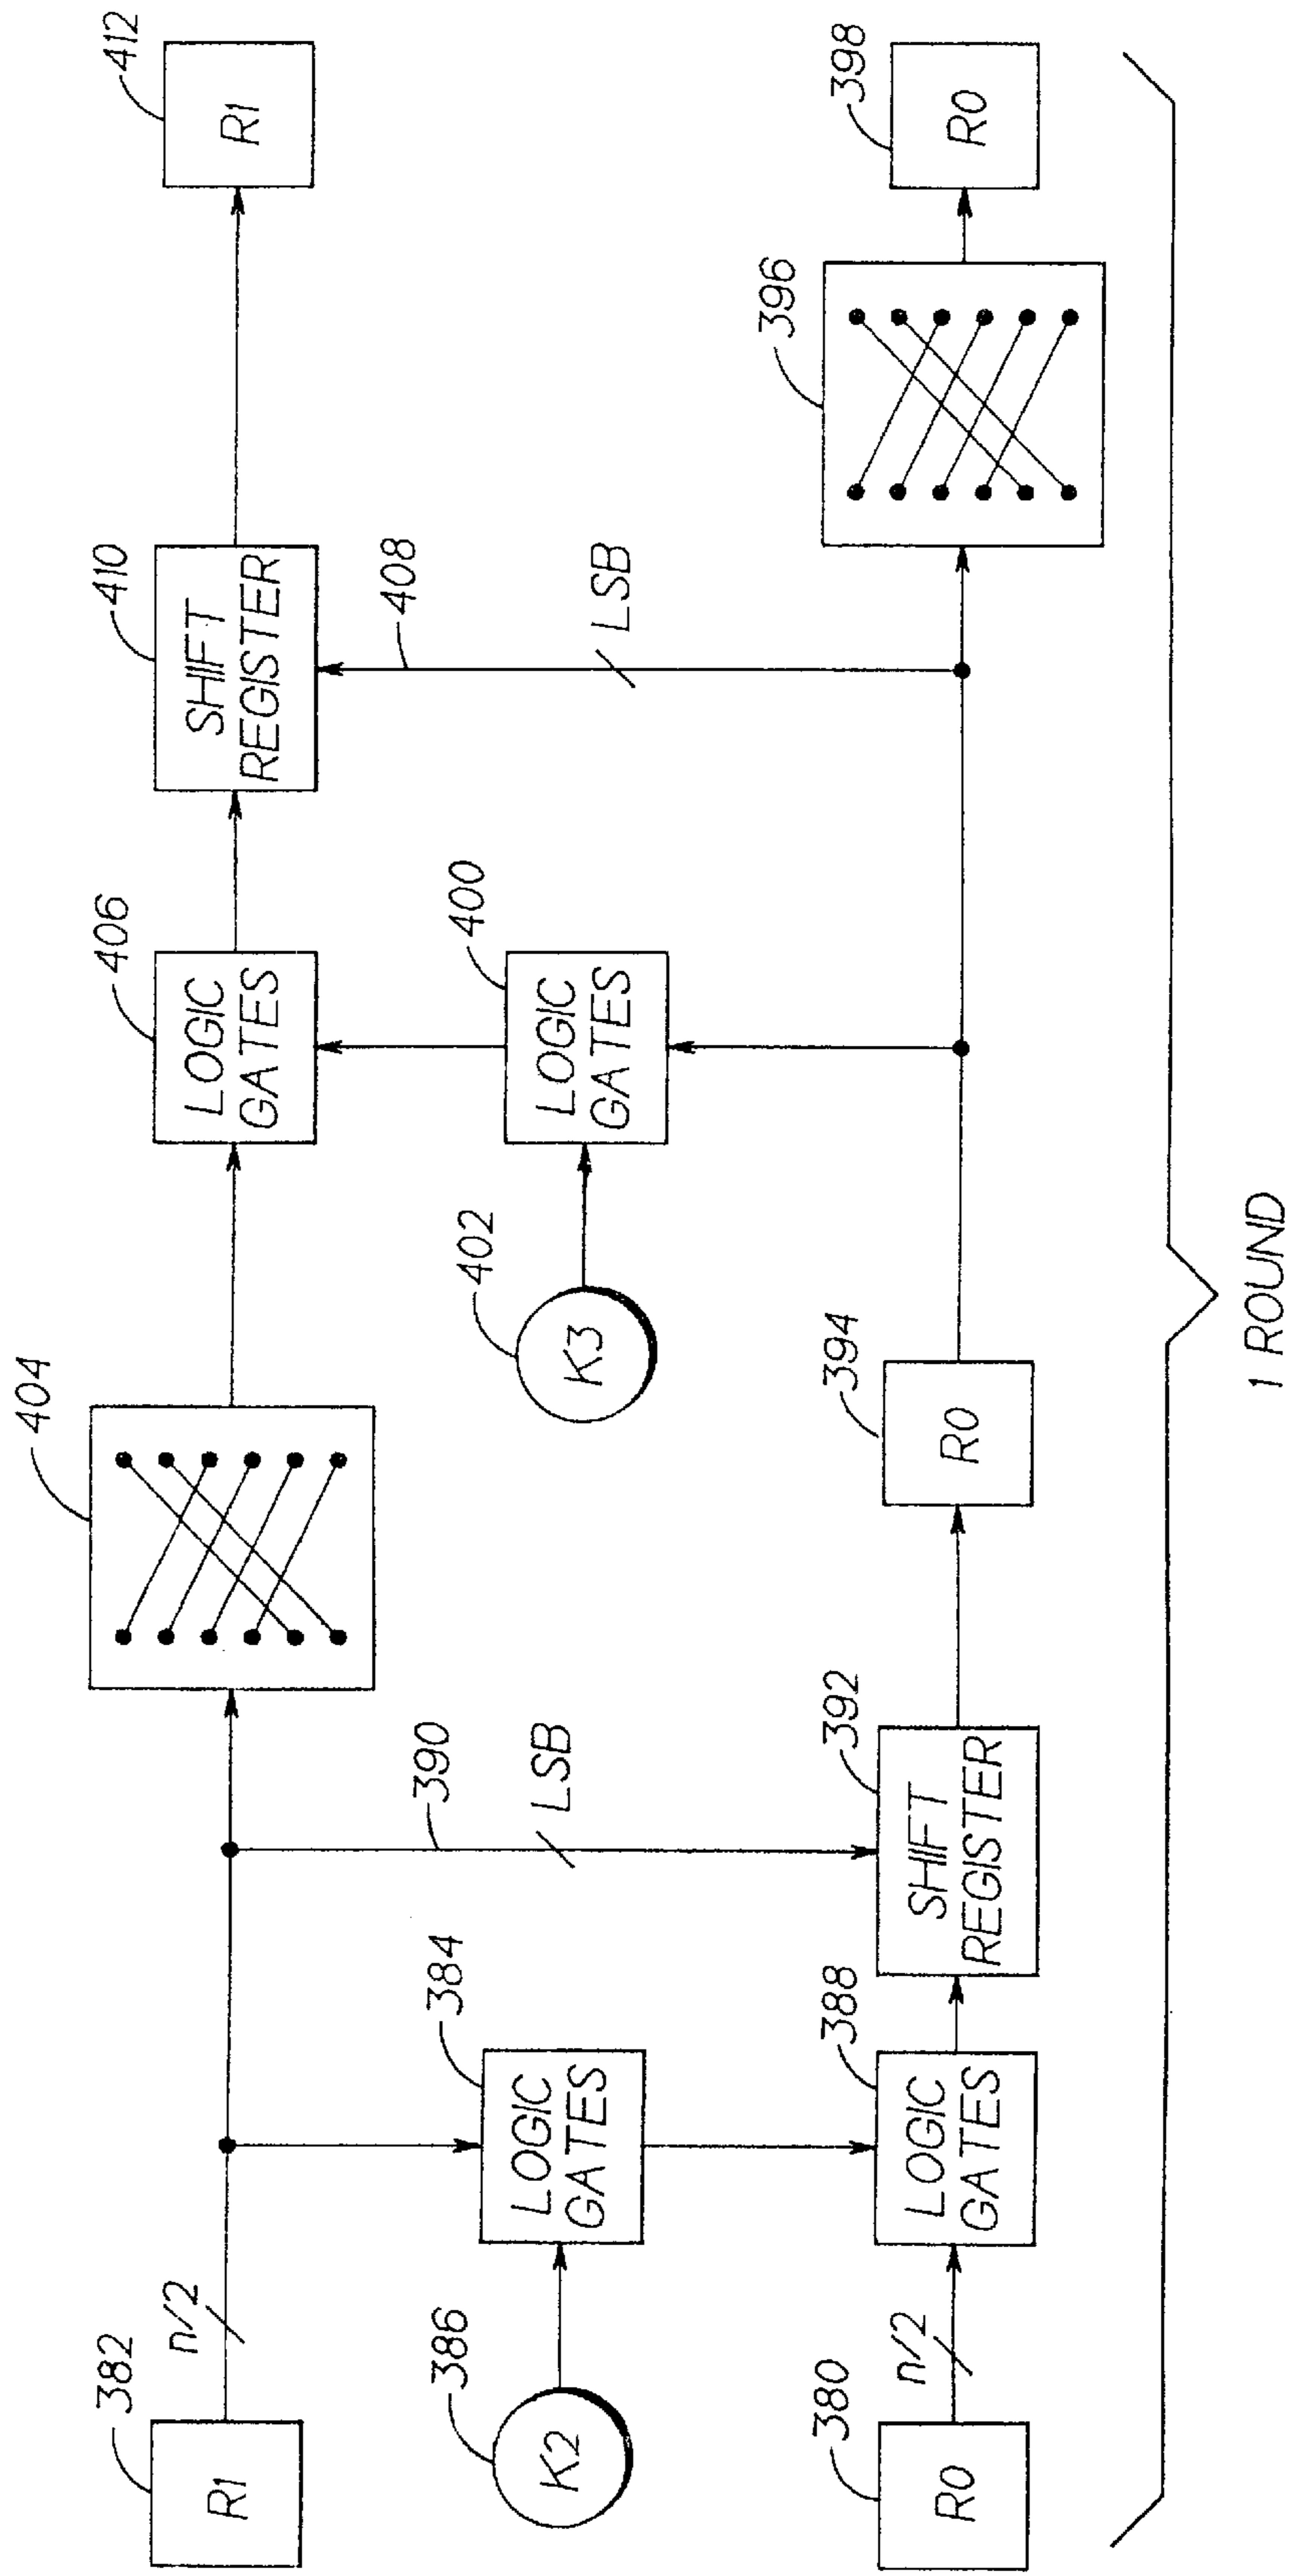 382
R1
n/2
386
K2
384
LOGIC
GATES
380
R0
n/2
388
LOGIC
GATES
390
LSB
392
SHIFT
REGISTER
404
394
R0
402
K3
400
LOGIC
GATES
406
LOGIC
GATES
410
SHIFT
REGISTER
408
LSB
396
412
R1
398
R0
1 ROUND